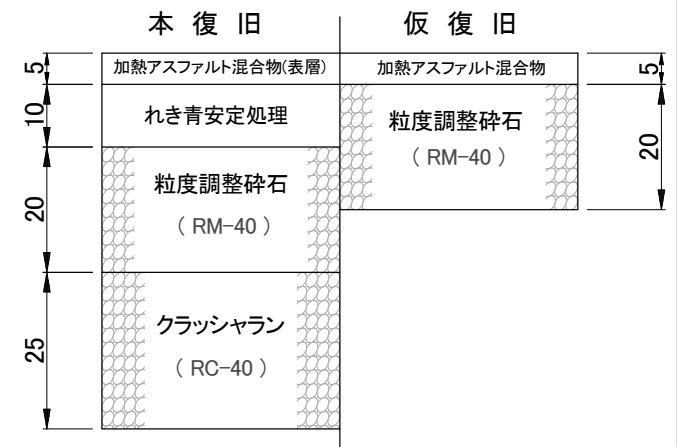 本復旧
仮復旧
5
加熱アスファルト混合物(表層)
加熱アスファルト混合物
5
10
れき青安定処理
粒度調整砕石
(RM-40)
20
20
粒度調整砕石
(RM-40)
25
クラッシャラン
(RC-40)